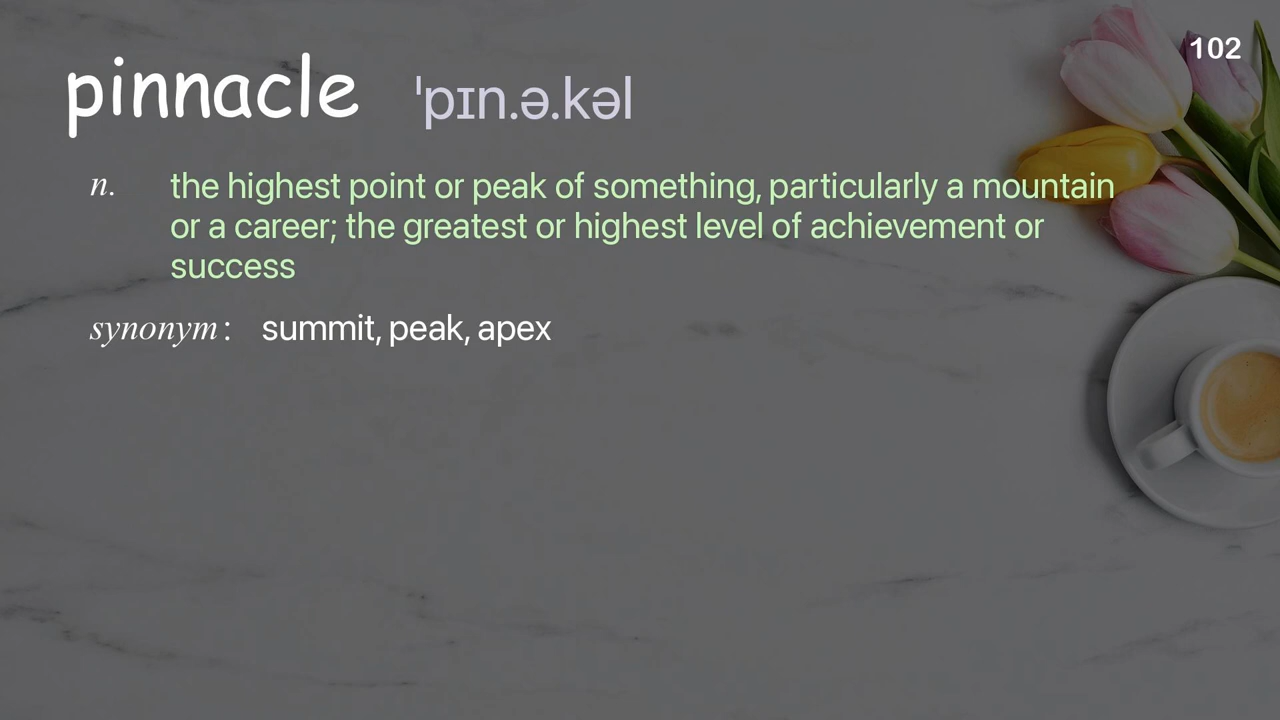 102
pinnacle ˈpɪn.ə.kəl
n. the highest point or peak of something, particularly a mountain
or a career; the greatest or highest level of achievement or
success
synonym: summit, peak, apex